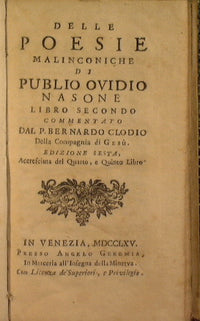 DELLE
POESIE
MALINCONICHE
DI
PUBLIO OVIDIO
NASONE
LIBRO SECONDO
COMMENTATO
DAL P. BERNARDO CLODIO
Della Compagnia di Gesù.
EDIZIONE SESTA,
Accresciuta del Quarto, e Quinto Libro
IN VENEZIA, MDCCLXV.
PRESSO ANGELO GEREMIA,
In Merceria all'Insegna della Minerva.
Con Licenza de' Superiori, e Privilegio.